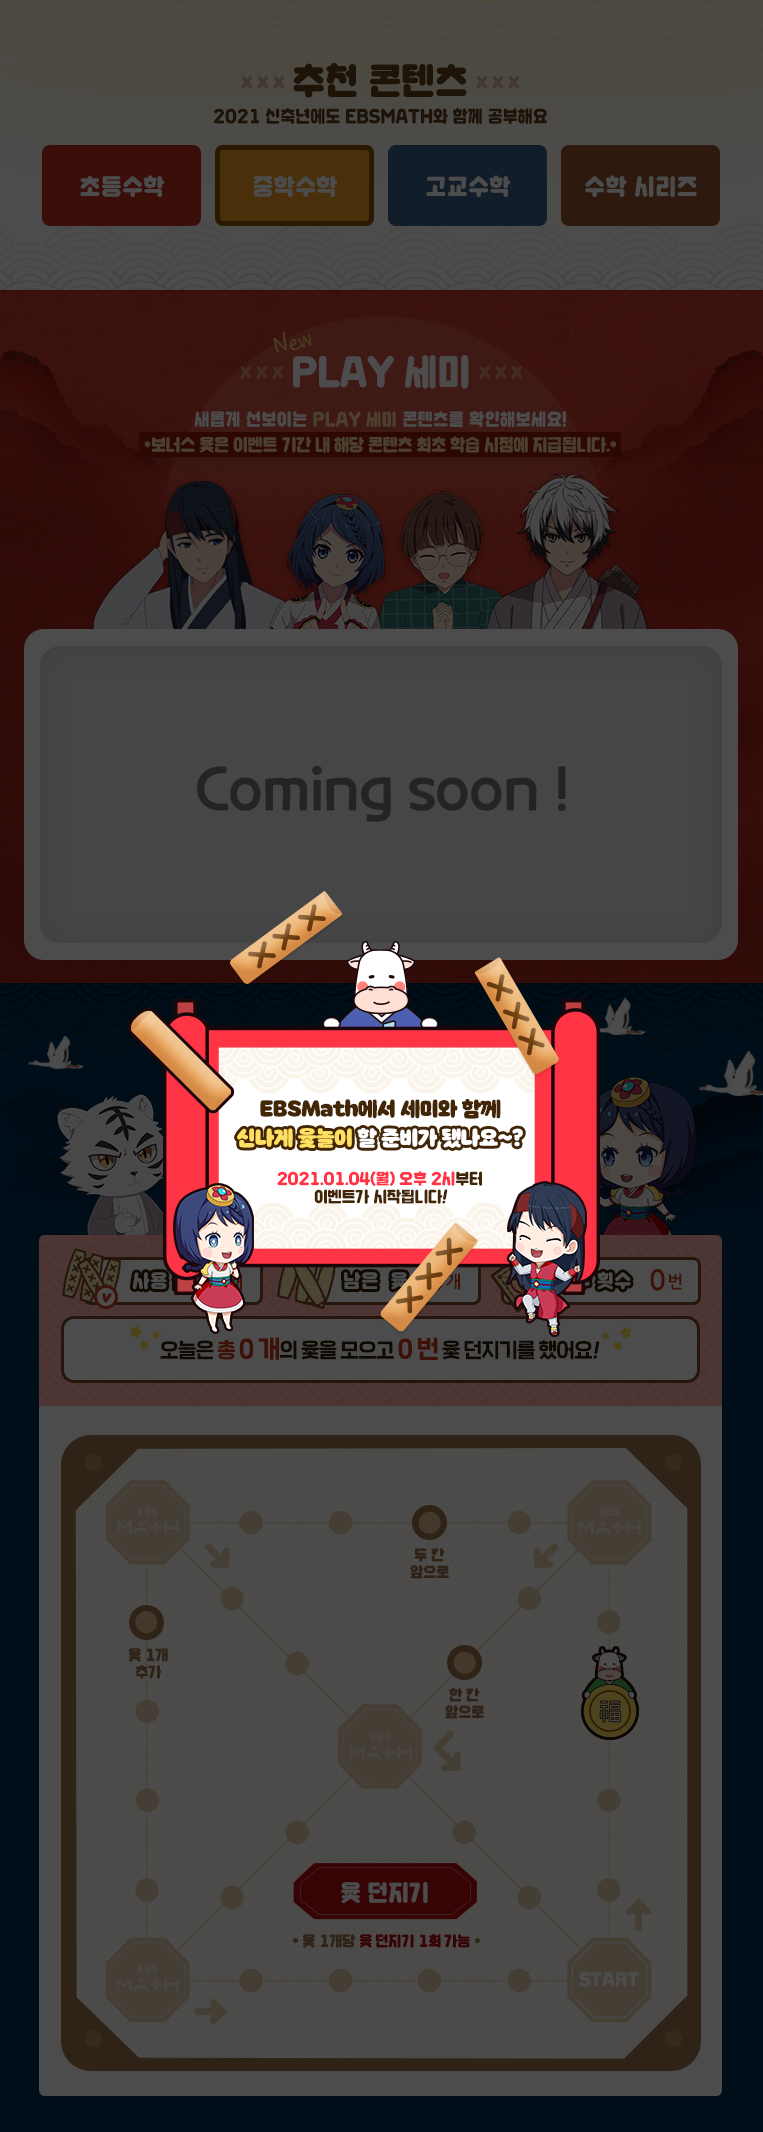 추천 콘텐츠
2021 신축년에도 EBSMATH와 함께 공부해요
초등수학
중학수학
고교수학
수학 시리즈
New
PLAY 세미
새롭게 선보이는 PLAY 세미 콘텐츠를 확인해보세요!
*보너스 윷은 이벤트 기간 내 해당 콘텐츠 최초 학습 시점에 지급됩니다.*
Coming soon !
EBSMath에서 세미와 함께
신나게 윷놀이 할 준비가 됐나요~?
2021.01.04(월) 오후 2시부터
이벤트가 시작됩니다!
사용
남은 윷
개
횟수 0번
오늘은 총 0 개의 윷을 모으고 0 번 윷 던지기를 했어요!
EBS
MATH
EBS
MATH
두 칸
앞으로
윷 1개
추가
한 칸
앞으로
福
EBS
MATH
윷 던지기
* 윷 1개당 윷 던지기 1회 가능 *
EBS
MATH
START